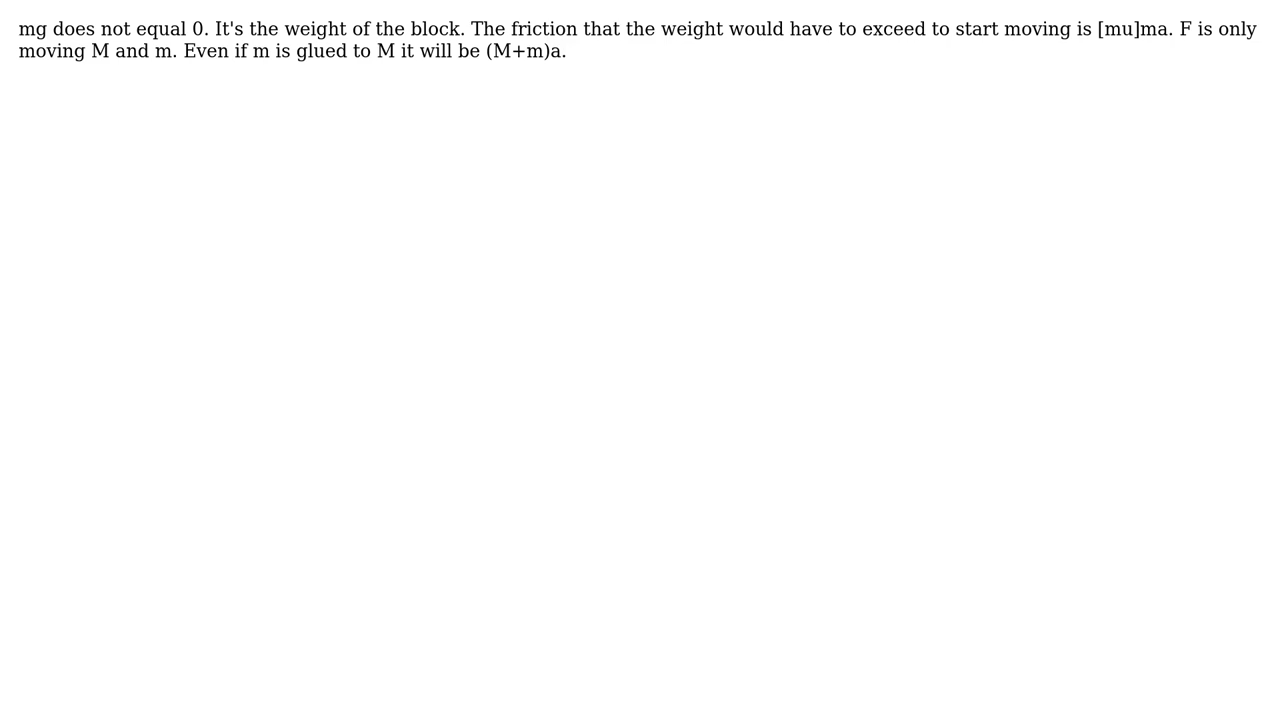 mg does not equal 0. It's the weight of the block. The friction that the weight would have to exceed to start moving is [mu]ma. F is only
moving M and m. Even if m is glued to M it will be (M+m)a.